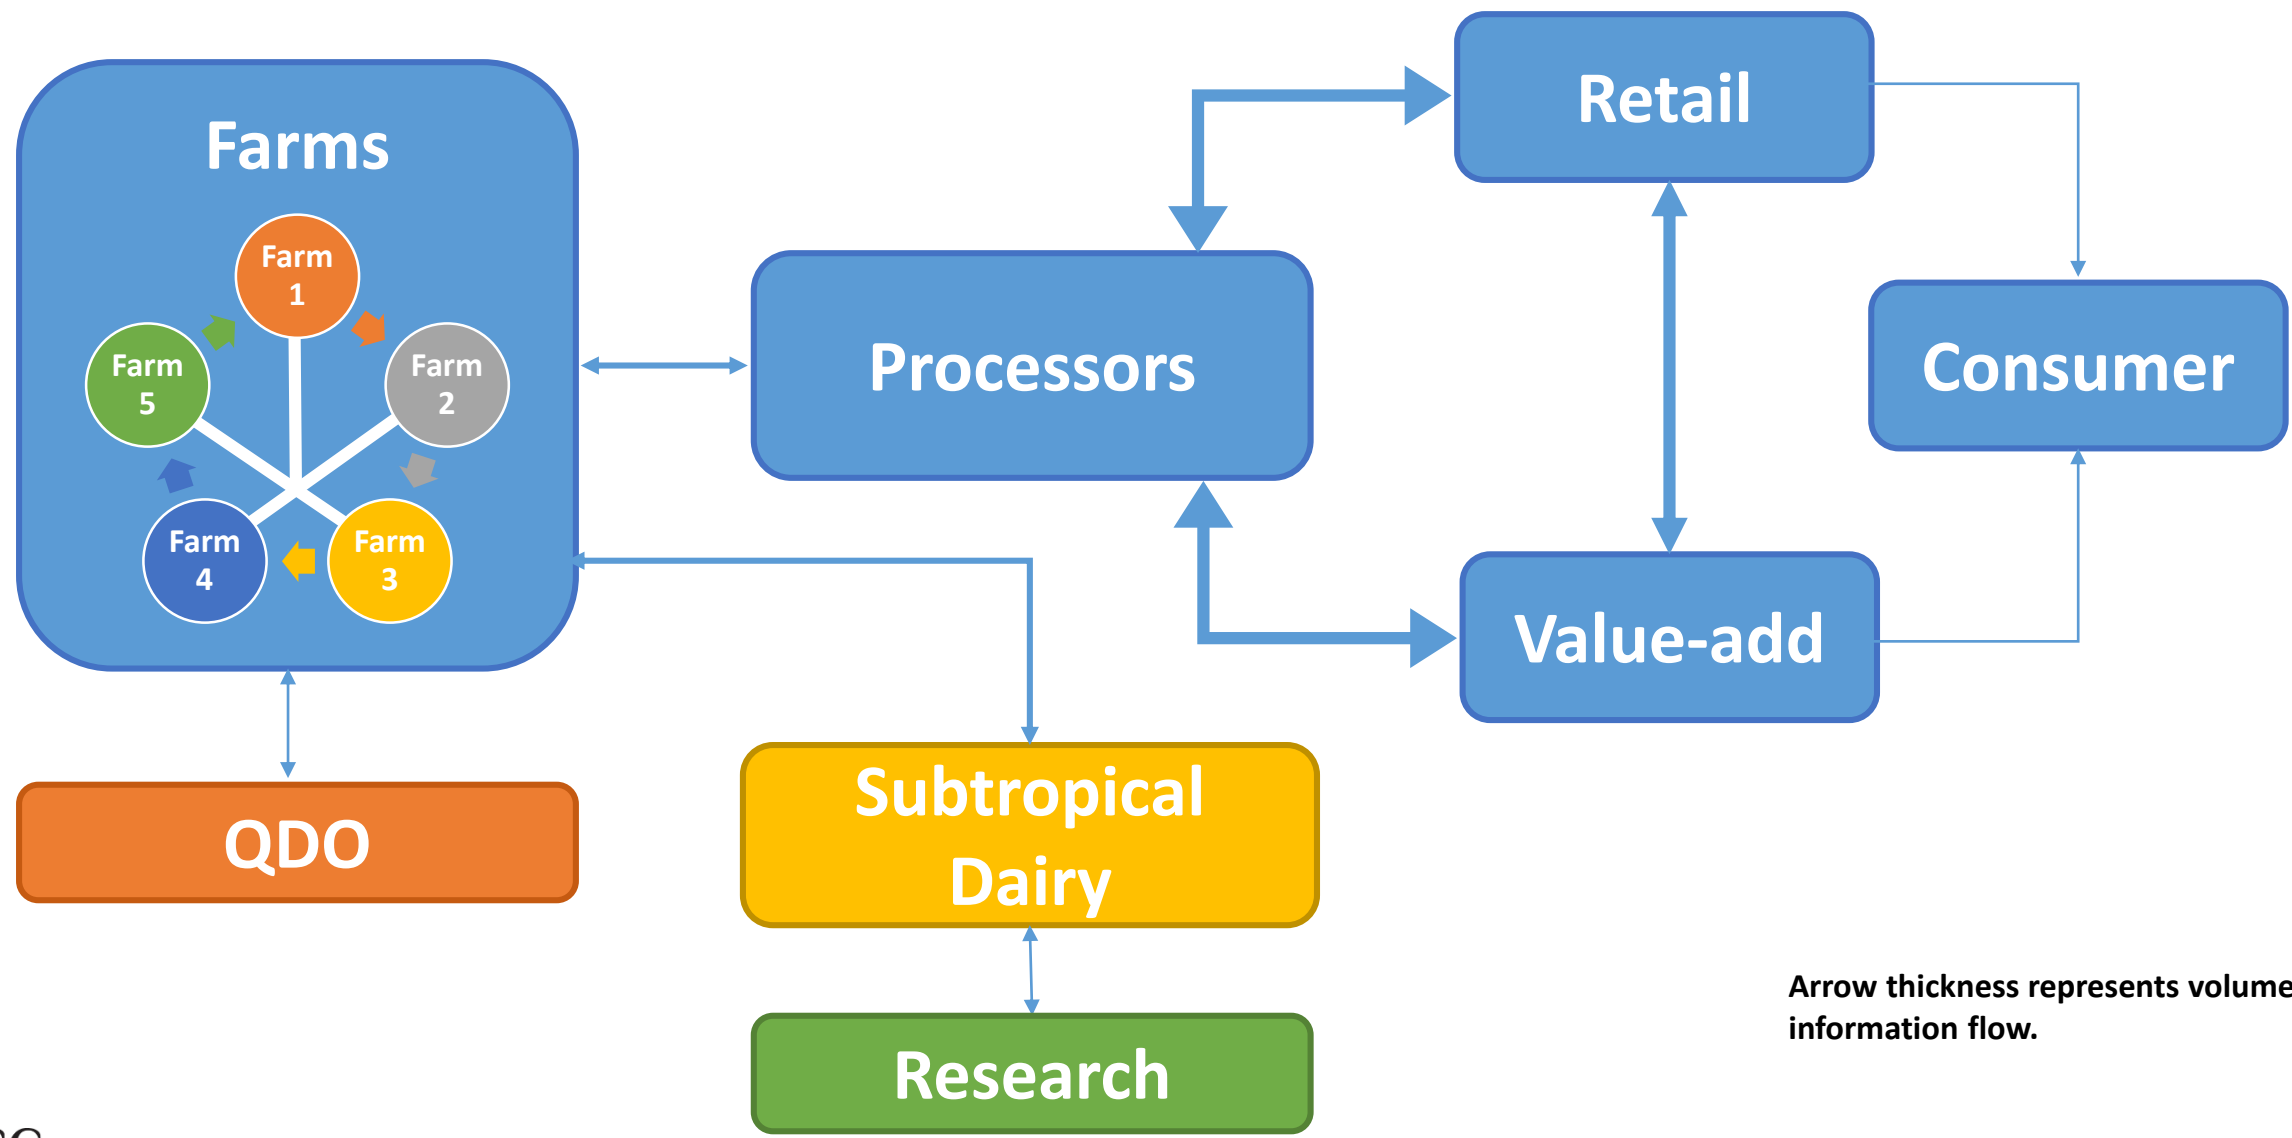 Farms
Farm
1
Farm
2
Farm
3
Farm
4
Farm
5
Processors
Retail
Value-add
Consumer
QDO
Subtropical
Dairy
Research
Arrow thickness represents volume
information flow.